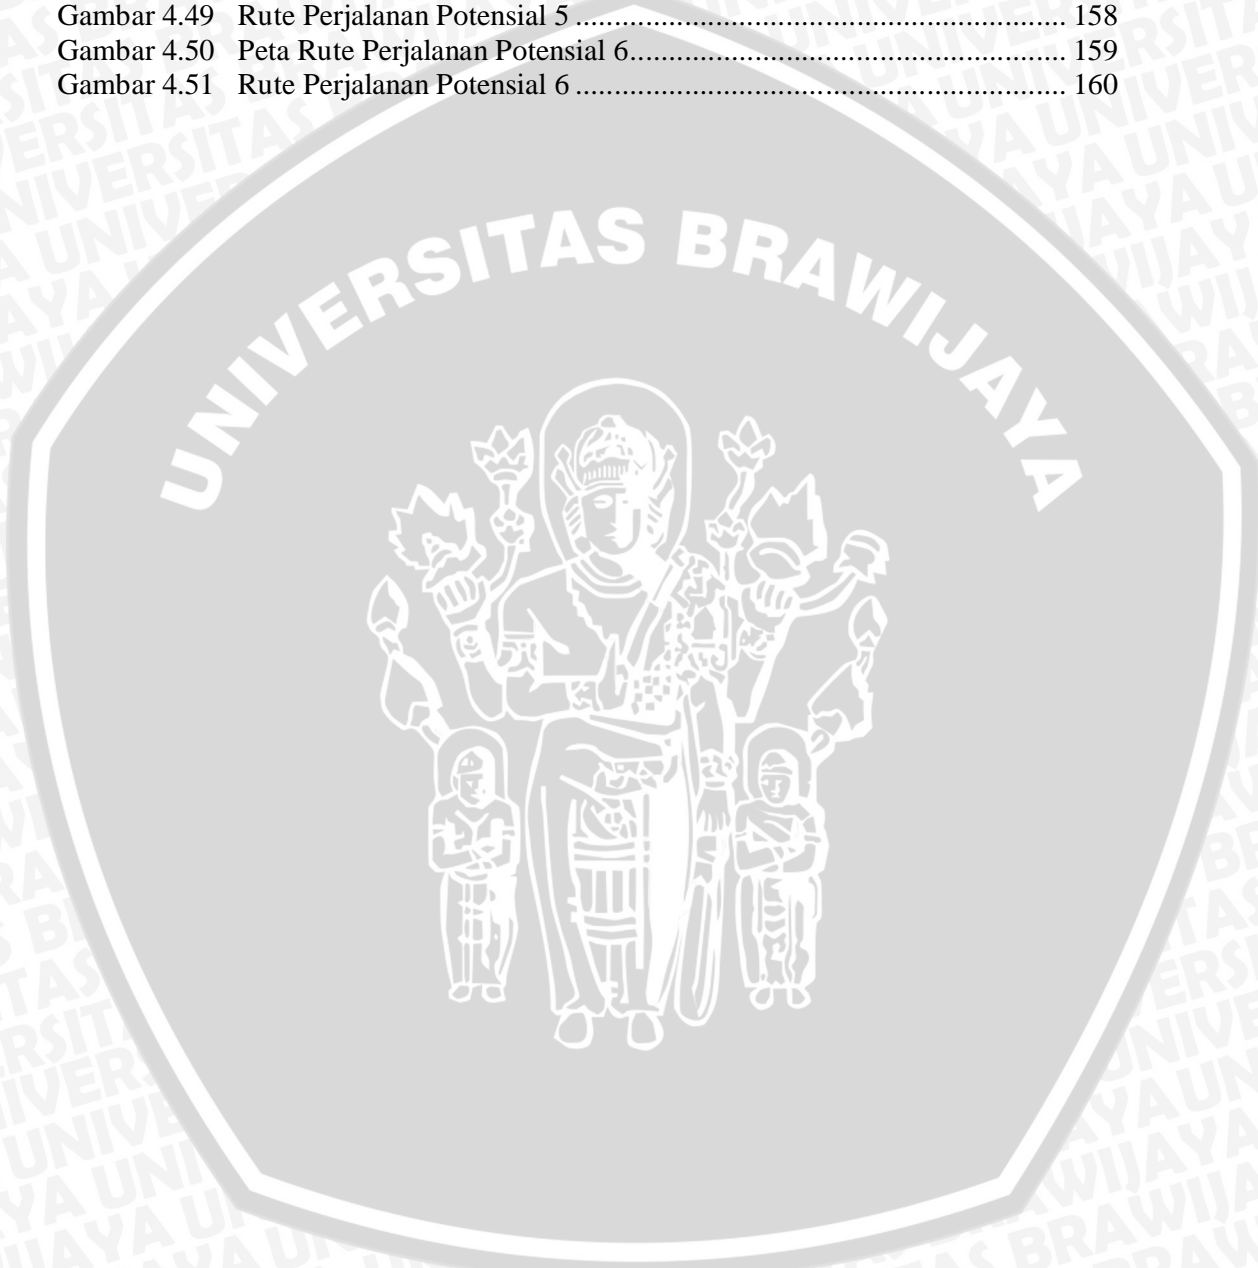 Gambar 4.49 Rute Perjalanan Potensial 5 ................................................................ 158
Gambar 4.50 Peta Rute Perjalanan Potensial 6......................................................... 159
Gambar 4.51 Rute Perjalanan Potensial 6 ................................................................ 160
UNIVERSITAS BRAWIJAYA